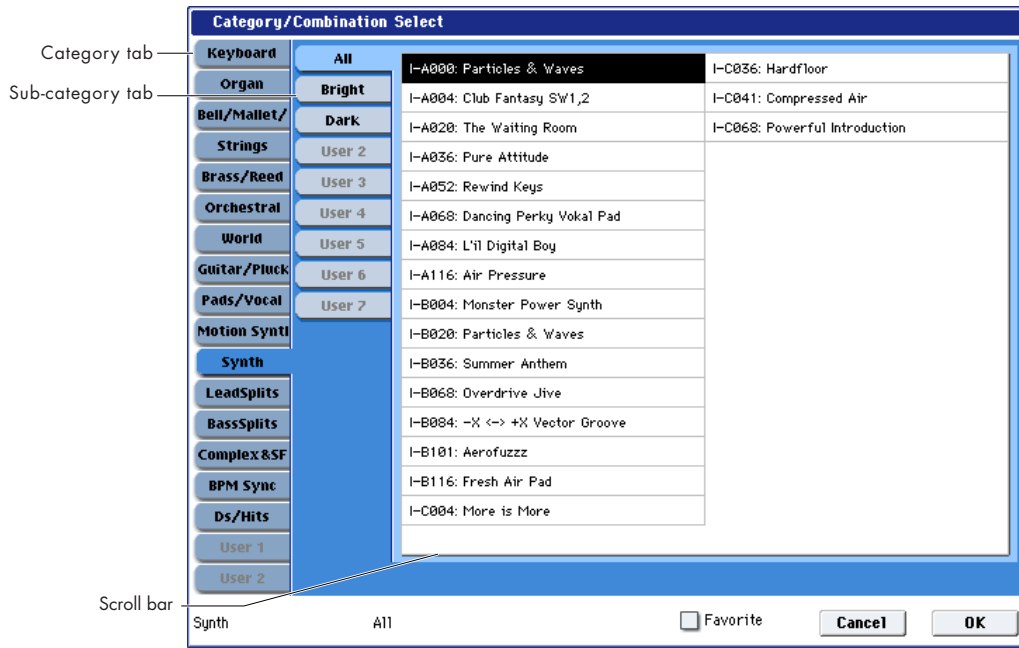 Category/Combination Select
Category tab
Sub-category tab
Scroll bar
Keyboard
Organ
Bell/Mallet/
Strings
Brass/Reed
Orchestral
World
Guitar/Pluck
Pads/Vocal
Motion Syntl
Synth
LeadSplits
BassSplits
Complex&SF
BPM Sync
Ds/Hits
User 1
User 2
All
Bright
Dark
User 2
User 3
User 4
User 5
User 6
User 7
I-A000: Particles & Waves
I-A004: Club Fantasy SW1,2
I-A020: The Waiting Room
I-A036: Pure Attitude
I-A052: Rewind Keys
I-A068: Dancing Perky Vokal Pad
I-A084: L'il Digital Boy
I-A116: Air Pressure
I-B004: Monster Power Synth
I-B020: Particles & Waves
I-B036: Summer Anthem
I-B068: Overdrive Jive
I-B084: -X <-> +X Vector Groove
I-B101: Aerofuzzz
I-B116: Fresh Air Pad
I-C004: More is More
I-C036: Hardfloor
I-C041: Compressed Air
I-C068: Powerful Introduction
Synth
All
Favorite
Cancel
OK